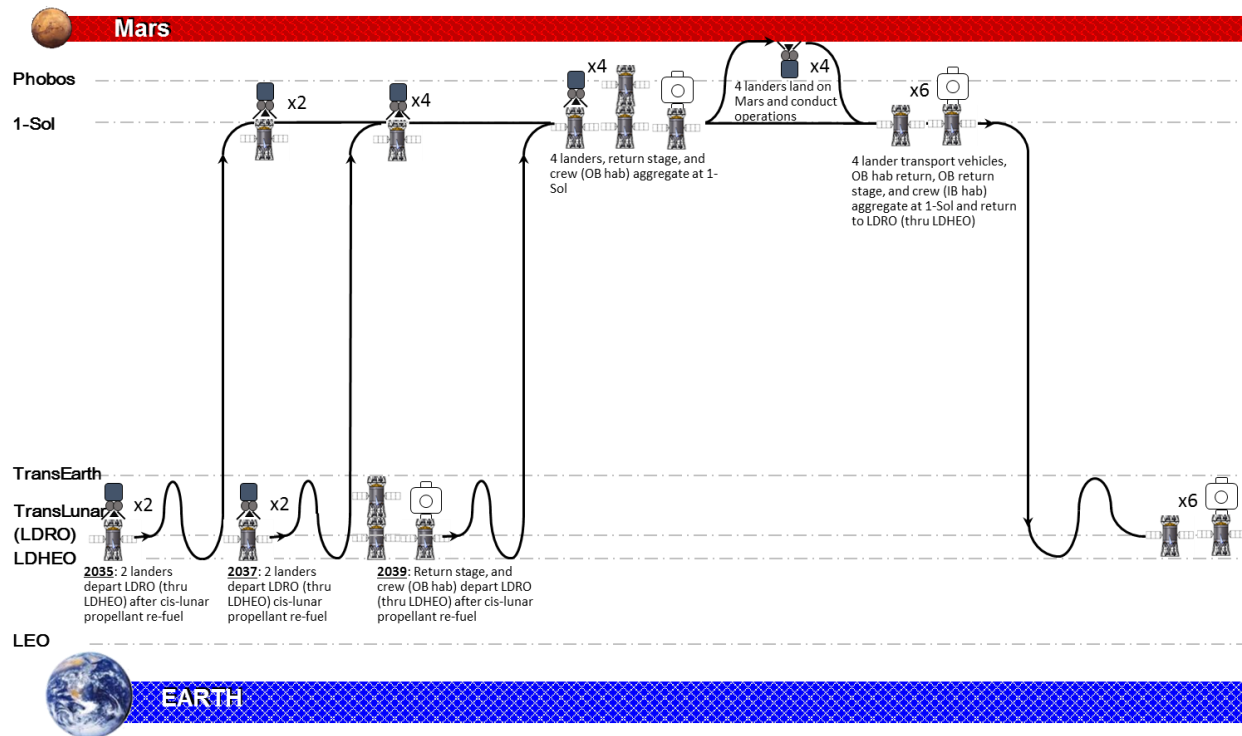 Mars
Phobos
x2
x4
x4
x4
4 landers land on
Mars and conduct
operations
x6
1-Sol
4 landers, return stage, and
crew (OB hab) aggregate at 1-
Sol
4 lander transport vehicles,
OB hab return, OB return
stage, and crew (IB hab)
aggregate at 1-Sol and return
to LDRO (thru LDHEO)
TransEarth
TransLunar
(LDRO)
LDHEO
x2
x2
x6
2035: 2 landers
depart LDRO (thru
LDHEO) after cis-lunar
propellant re-fuel
2037: 2 landers
depart LDRO (thru
LDHEO) cis-lunar
propellant re-fuel
2039: Return stage, and
crew (OB hab) depart LDRO
(thru LDHEO) after cis-lunar
propellant re-fuel
LEO
EARTH